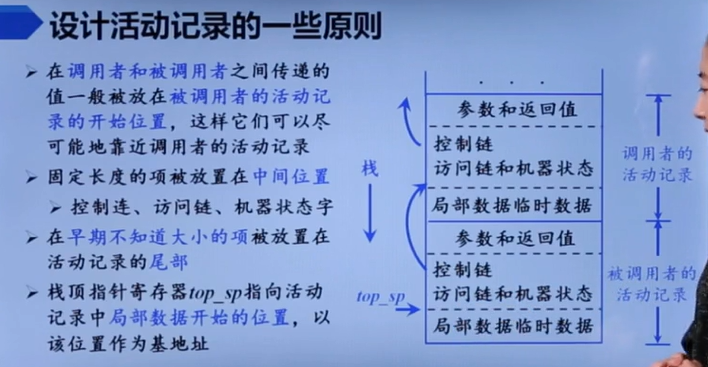 设计活动记录的一些原则
在调用者和被调用者之间传递的
值一般被放在被调用者的活动记
录的开始位置，这样它们可以尽
可能地靠近调用者的活动记录
固定长度的项被放置在中间位置
控制连、访问链、机器状态字
在早期不知道大小的项被放置在
活动记录的尾部
栈顶指针寄存器top_sp指向活动
记录中局部数据开始的位置，以
该位置作为基地址
栈
top_sp
. . .
参数和返回值
控制链
访问链和机器状态
局部数据临时数据
参数和返回值
控制链
访问链和机器状态
局部数据临时数据
调用者的
活动记录
被调用者的
活动记录